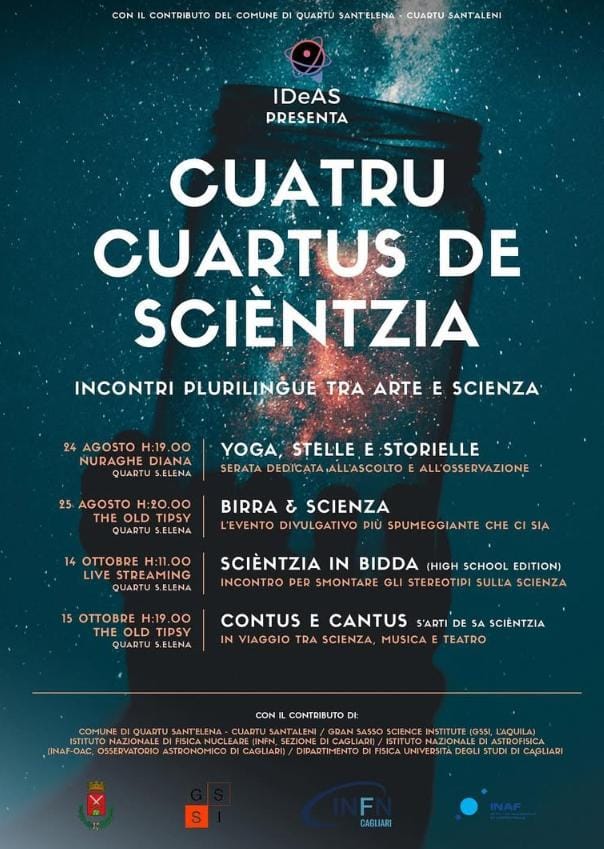 CON IL CONTRIBUTO DEL COMUNE DI QUARTU SANT'ELENA - CUARTU SANT'ALENI
IDeAS
PRESENTA
CUATRU
CUARTUS DE
SCIÈNTZIA
INCONTRI PLURILINGUE TRA ARTE E SCIENZA
24 AGOSTO H:19.00
NURAGHE DIANA
QUARTU S.ELENA
YOGA, STELLE E STORIELLE
SERATA DEDICATA ALL'ASCOLTO E ALL'OSSERVAZIONE
25 AGOSTO H:20.00
THE OLD TIPSY
QUARTU S.ELENA
BIRRA & SCIENZA
L'EVENTO DIVULGATIVO PIÙ SPUMEGGIANTE CHE CI SIA
14 OTTOBRE H:11.00
LIVE STREAMING
QUARTU S.ELENA
SCIÈNTZIA IN BIDDA (HIGH SCHOOL EDITION)
INCONTRO PER SMONTARE GLI STEREOTIPI SULLA SCIENZA
15 OTTOBRE H:19.00
THE OLD TIPSY
QUARTU S.ELENA
CONTUS E CANTUS S'ARTI DE SA SCIÈNTZIA
IN VIAGGIO TRA SCIENZA, MUSICA E TEATRO
CON IL CONTRIBUTO DI:
COMUNE DI QUARTU SANT'ELENA - CUARTU SANT'ALENI / GRAN SASSO SCIENCE INSTITUTE (GSSI, L'AQUILA)
ISTITUTO NAZIONALE DI FISICA NUCLEARE (INFN, SEZIONE DI CAGLIARI) / ISTITUTO NAZIONALE DI ASTROFISICA
(INAF-OAC, OSSERVATORIO ASTRONOMICO DI CAGLIARI) / DIPARTIMENTO DI FISICA UNIVERSITÀ DEGLI STUDI DI CAGLIARI
G S
S I
INFN
CAGLIARI
INAF